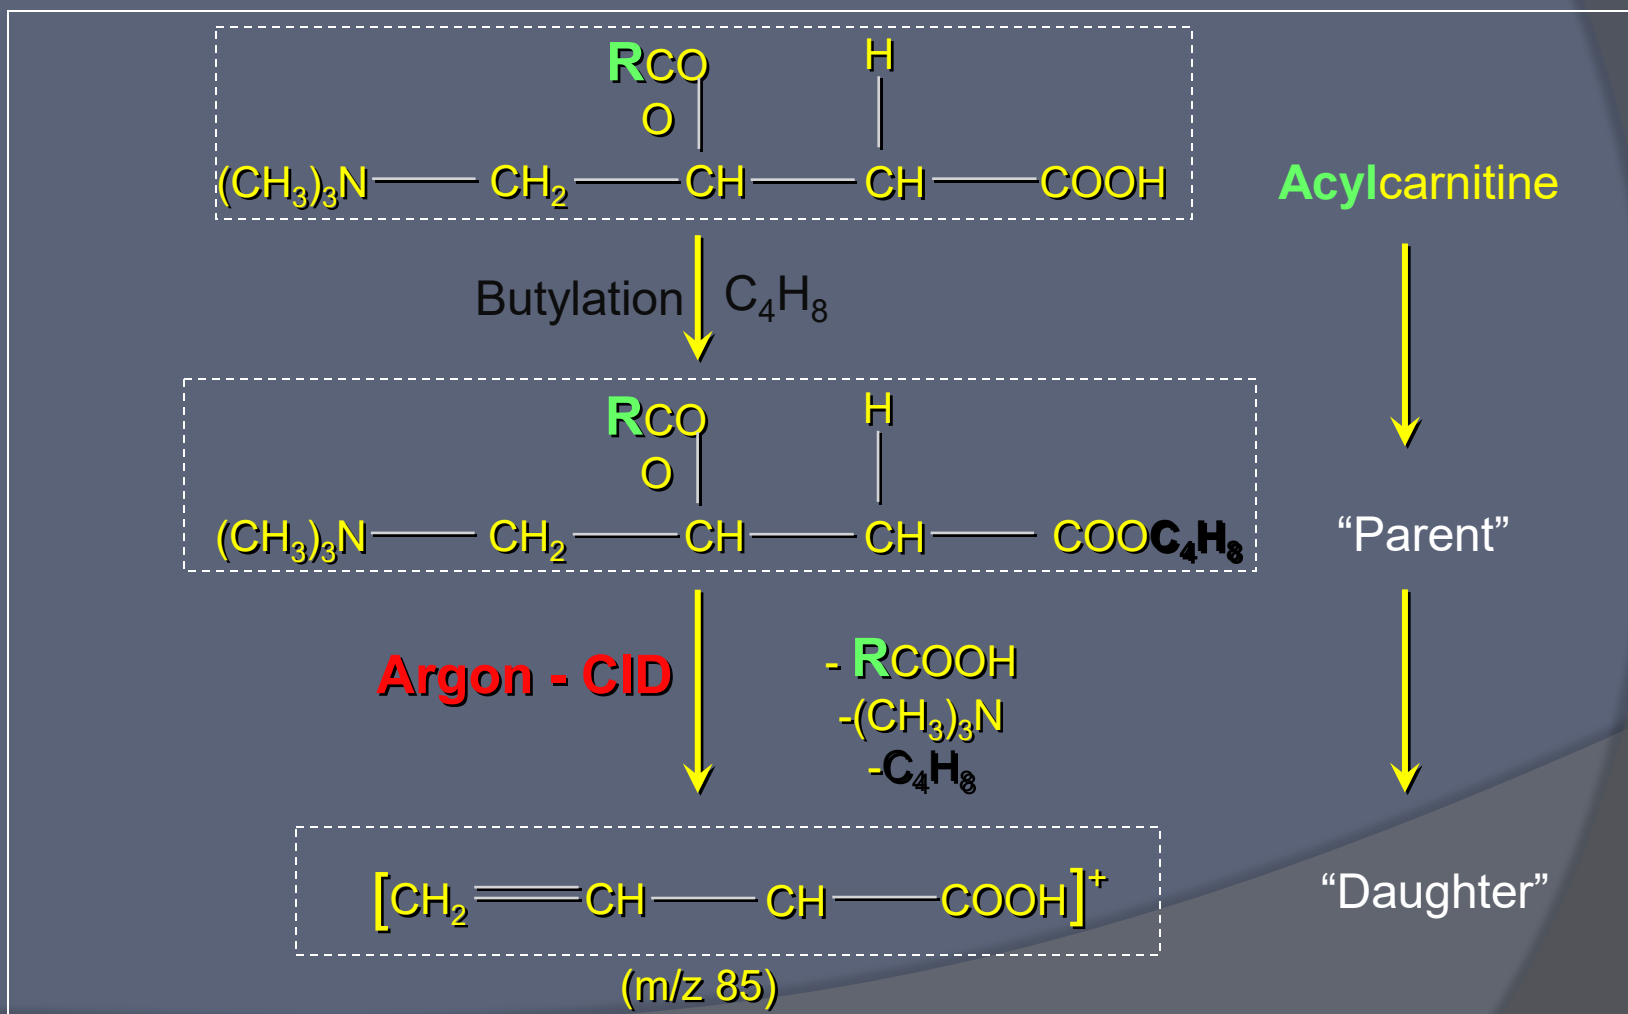 RCO H
O
(CH₃)₃N CH₂ CH CH COOH Acylcarnitine
Butylation C₄H₈
RCO H
O
(CH₃)₃N CH₂ CH CH COOC₄H₈ “Parent”
Argon - CID - RCOOH
-(CH₃)₃N
-C₄H₈
[CH₂ CH CH COOH]⁺ “Daughter”
(m/z 85)